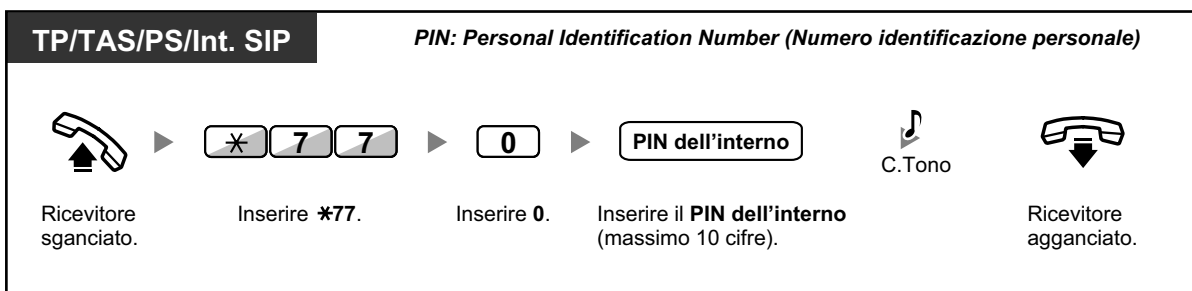 TP/TAS/PS/Int. SIP
PIN: Personal Identification Number (Numero identificazione personale)
* 7 7
0
PIN dell’interno
C.Tono
Ricevitore
sganciato.
Inserire *77.
Inserire 0.
Inserire il PIN dell’interno
(massimo 10 cifre).
Ricevitore
agganciato.